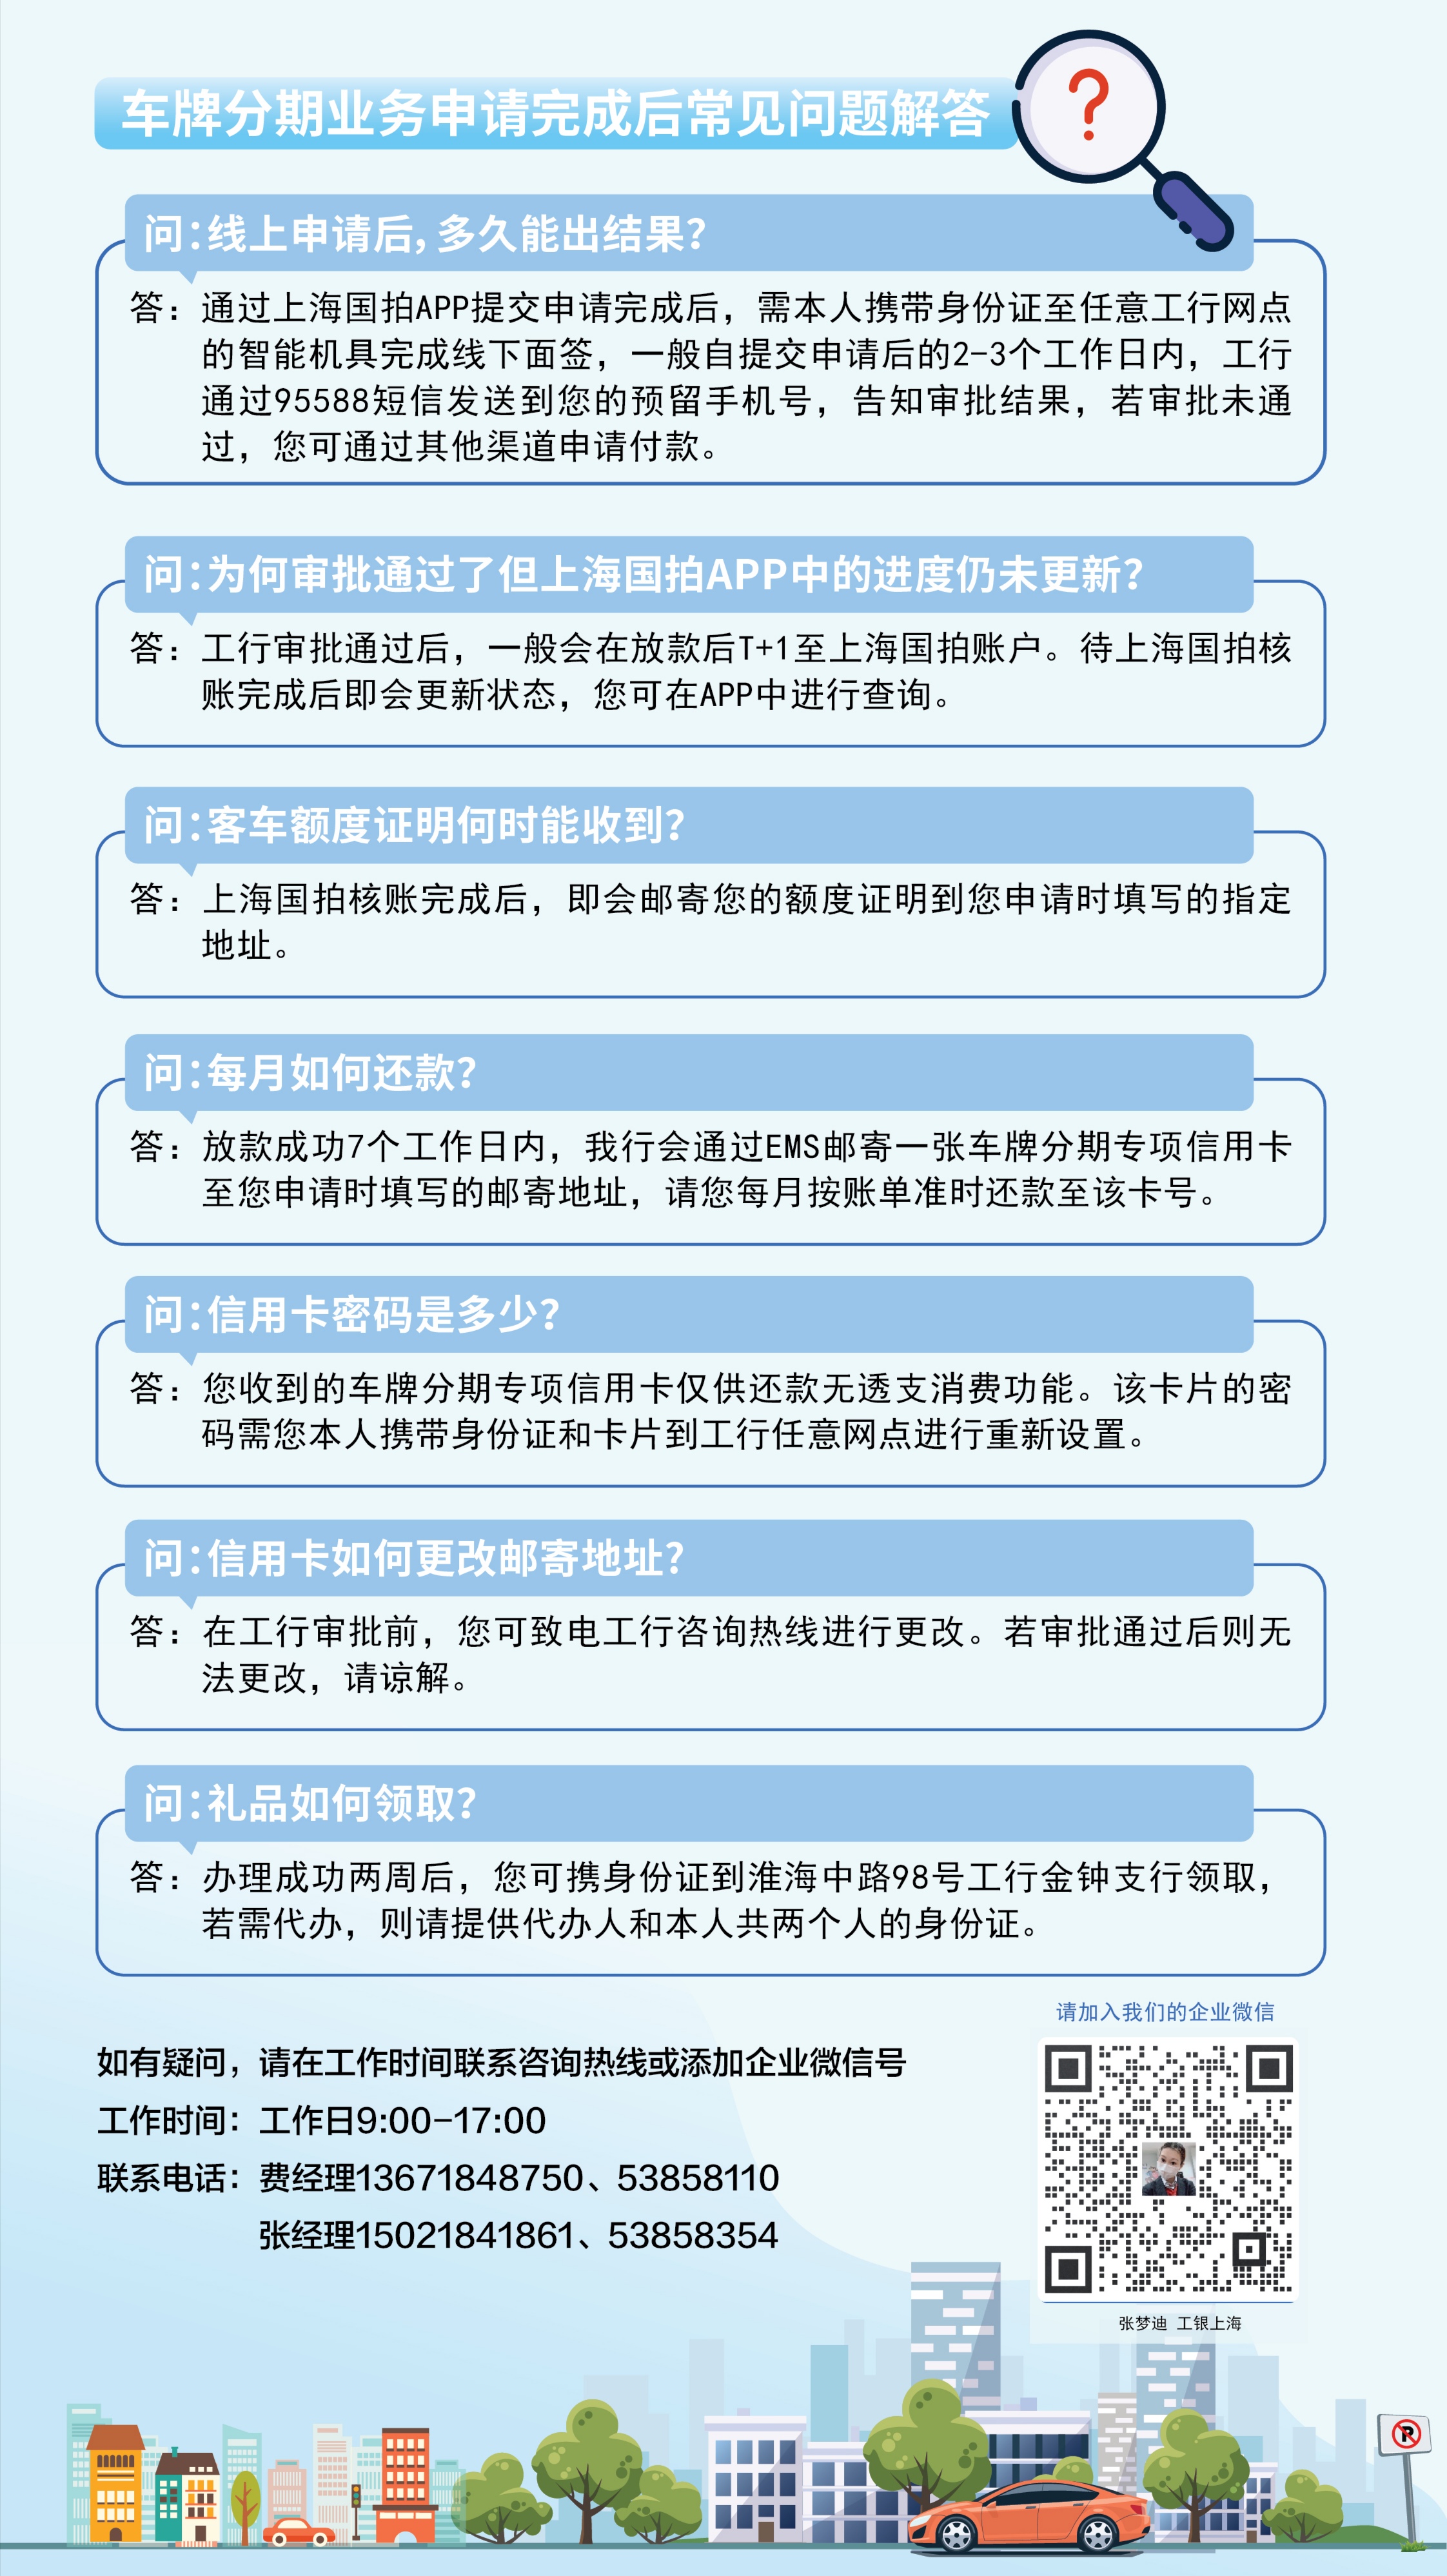 车牌分期业务申请完成后常见问题解答
?
问:线上申请后,多久能出结果?
答：通过上海国拍APP提交申请完成后，需本人携带身份证至任意工行网点
的智能机具完成线下面签，一般自提交申请后的2-3个工作日内，工行
通过95588短信发送到您的预留手机号，告知审批结果，若审批未通
过，您可通过其他渠道申请付款。
问:为何审批通过了但上海国拍APP中的进度仍未更新?
答：工行审批通过后，一般会在放款后T+1至上海国拍账户。待上海国拍核
账完成后即会更新状态，您可在APP中进行查询。
问:客车额度证明何时能收到?
答：上海国拍核账完成后，即会邮寄您的额度证明到您申请时填写的指定
地址。
问:每月如何还款?
答：放款成功7个工作日内，我行会通过EMS邮寄一张车牌分期专项信用卡
至您申请时填写的邮寄地址，请您每月按账单准时还款至该卡号。
问:信用卡密码是多少?
答：您收到的车牌分期专项信用卡仅供还款无透支消费功能。该卡片的密
码需您本人携带身份证和卡片到工行任意网点进行重新设置。
问:信用卡如何更改邮寄地址?
答：在工行审批前，您可致电工行咨询热线进行更改。若审批通过后则无
法更改，请谅解。
问:礼品如何领取?
答：办理成功两周后，您可携身份证到淮海中路98号工行金钟支行领取，
若需代办，则请提供代办人和本人共两个人的身份证。
请加入我们的企业微信
如有疑问，请在工作时间联系咨询热线或添加企业微信号
工作时间：工作日9:00-17:00
联系电话：费经理13671848750、53858110
张经理15021841861、53858354
张梦迪 工银上海
P